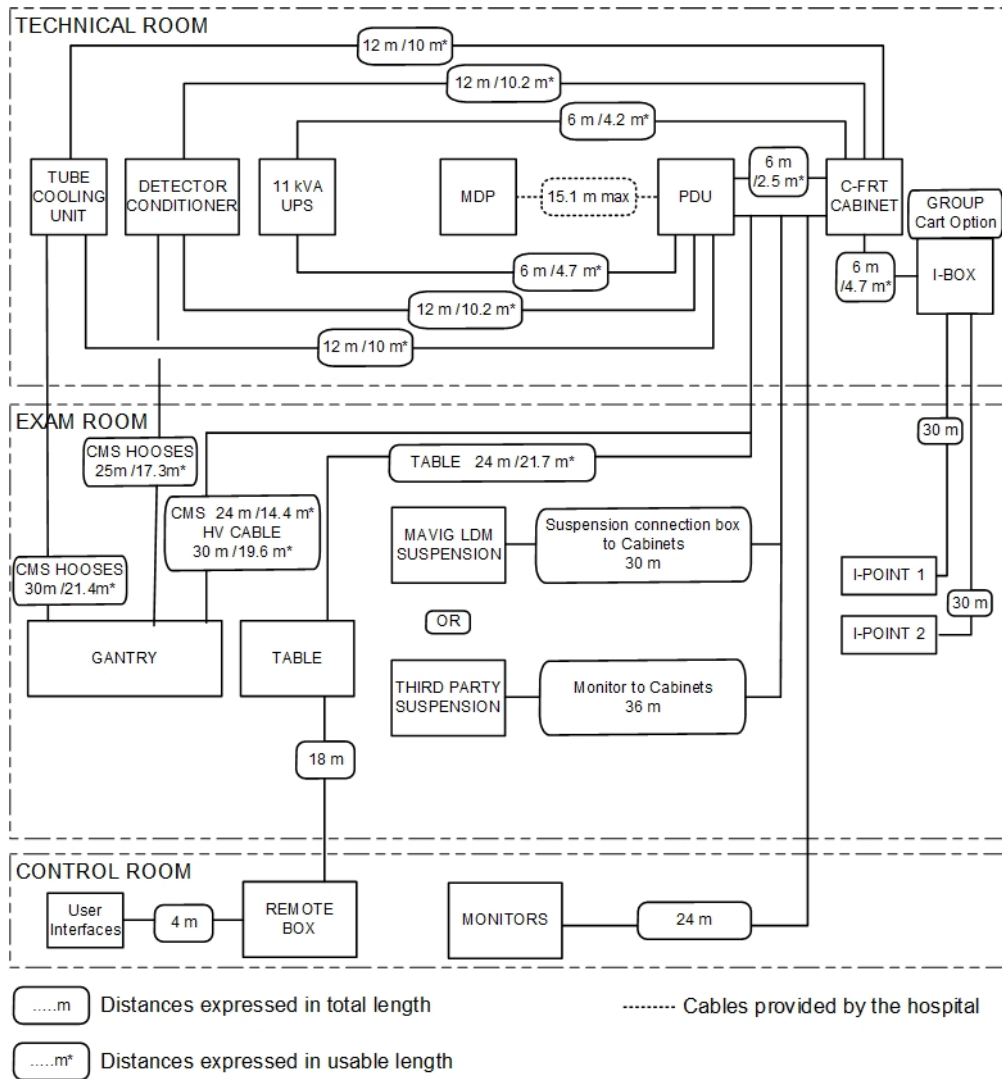 TECHNICAL ROOM
12 m /10 m*
12 m /10.2 m*
6 m /4.2 m*
TUBE
COOLING
UNIT
DETECTOR
CONDITIONER
11 kVA
UPS
MDP
15.1 m max
PDU
6 m
/2.5 m*
C-FRT
CABINET
GROUP
Cart Option
6 m
/4.7 m*
I-BOX
6 m /4.7 m*
12 m /10.2 m*
12 m /10 m*
EXAM ROOM
CMS HOOSES
25m /17.3m*
TABLE 24 m /21.7 m*
30 m
CMS 24 m /14.4 m*
HV CABLE
30 m /19.6 m*
MAVIG LDM
SUSPENSION
Suspension connection box
to Cabinets
30 m
CMS HOOSES
30m /21.4m*
I-POINT 1
30 m
OR
I-POINT 2
GANTRY
TABLE
THIRD PARTY
SUSPENSION
Monitor to Cabinets
36 m
18 m
CONTROL ROOM
User
Interfaces
4 m
REMOTE
BOX
MONITORS
24 m
.....m
Distances expressed in total length
Cables provided by the hospital
.....m*
Distances expressed in usable length